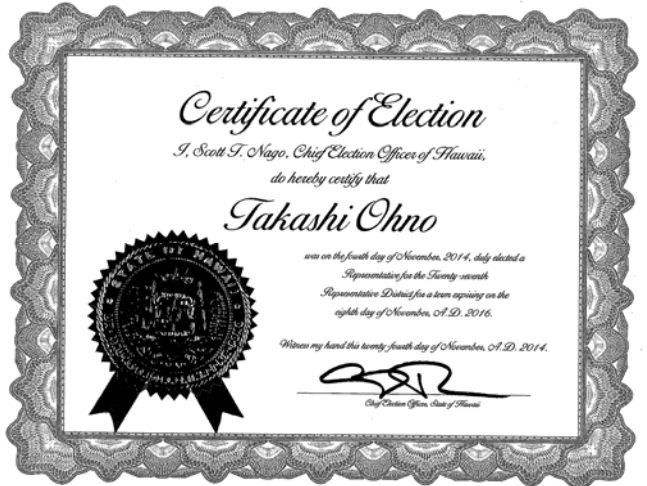 Certificate of Election
I, Scott T. Nago, Chief Election Officer of Hawaii,
do hereby certify that
Takashi Ohno
was on the fourth day of November, 2014, duly elected a
Representative for the Twenty-seventh
Representative District for a term expiring on the
eighth day of November, A.D. 2016.
Witness my hand this twenty-fourth day of November, A.D. 2014.
Chief Election Officer, State of Hawaii
STATE OF HAWAII